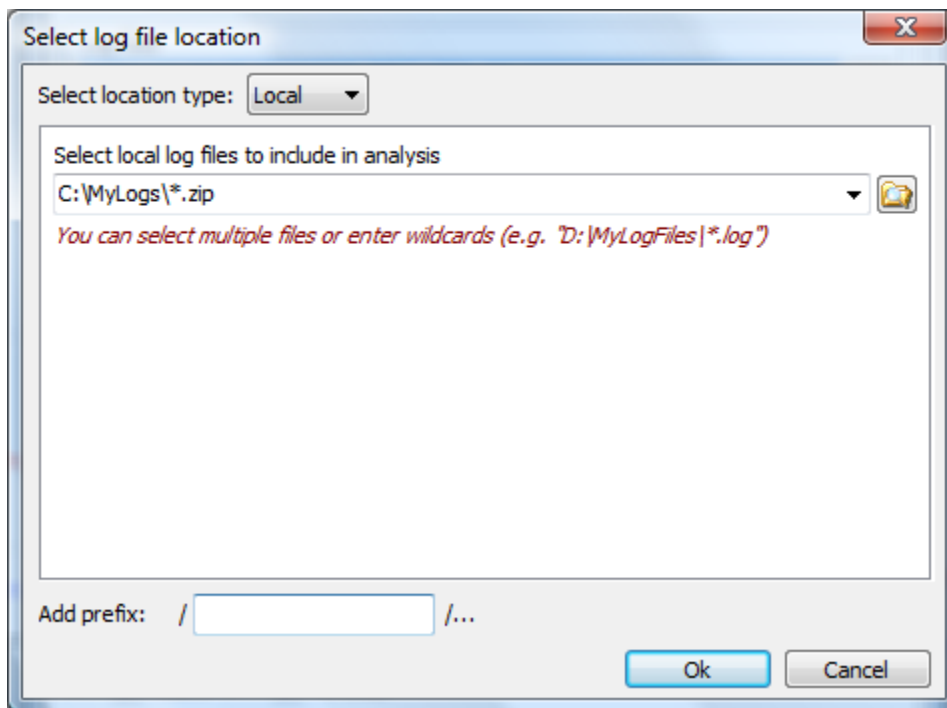 Select log file location
Select location type: Local
Select local log files to include in analysis
C:\MyLogs\*.zip
You can select multiple files or enter wildcards (e.g. "D:\MyLogFiles\*.log")
Add prefix: / /...
Ok Cancel